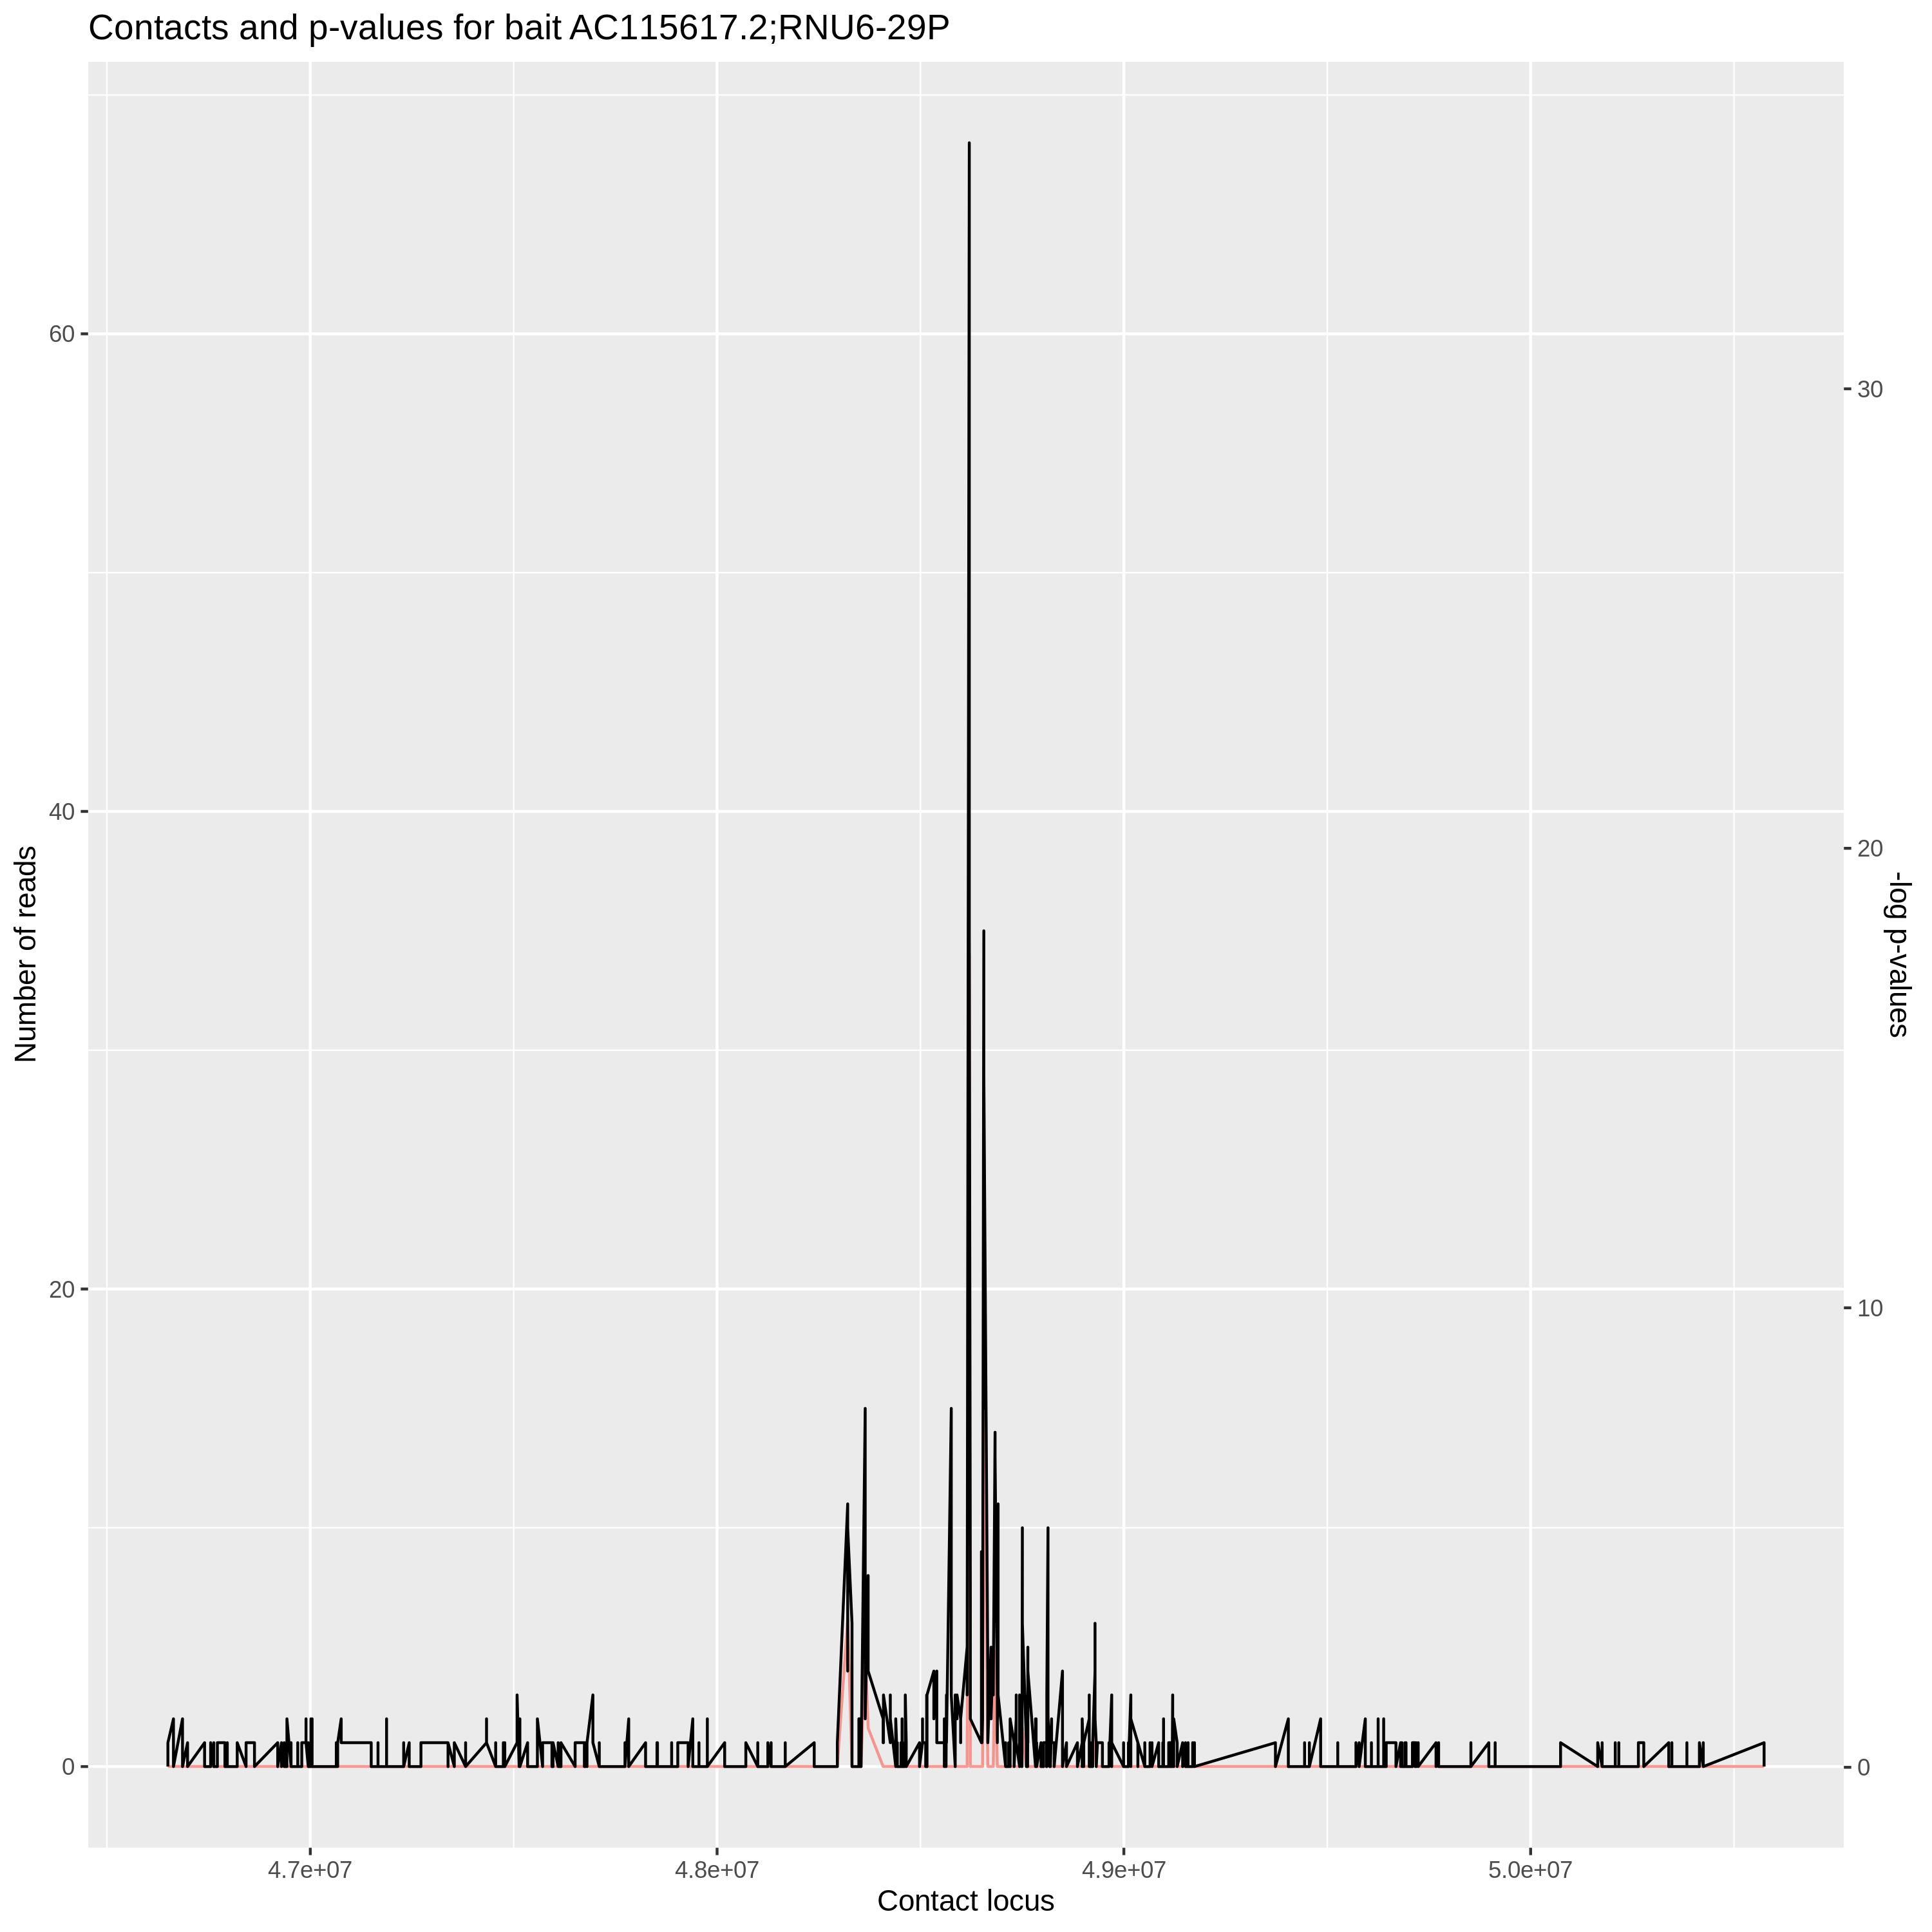 Contacts and p-values for bait AC115617.2;RNU6-29P
60
40
20
0
Number of reads
30
20
10
0
-log p-values
4.7e+07
4.8e+07
4.9e+07
5.0e+07
Contact locus